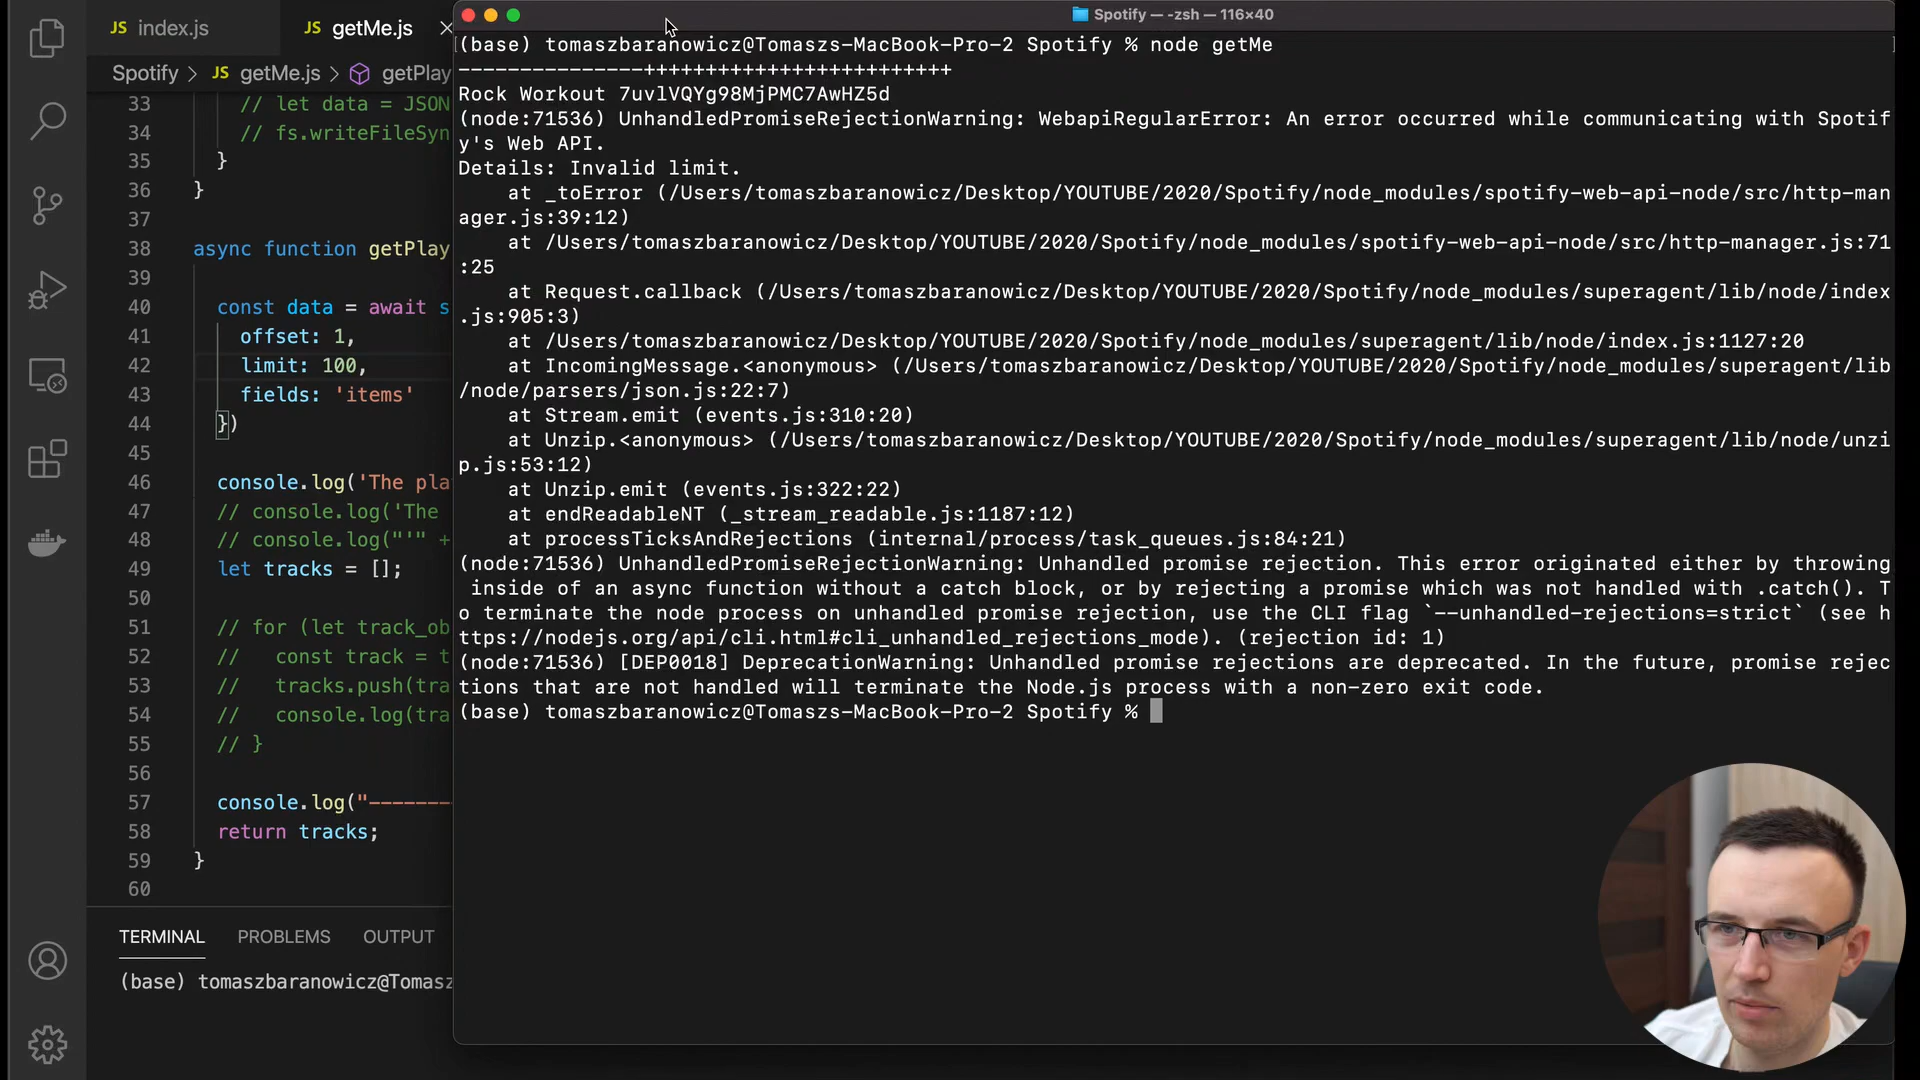 JS index.js
JS getMe.js
Spotify > JS getMe.js > getPlay
33 // let data = JSON
34 // fs.writeFileSyn
35 }
36 }
37
38 async function getPlay
39
40 const data = await s
41 offset: 1,
42 limit: 100,
43 fields: 'items'
44 })
45
46 console.log('The pla
47 // console.log('The
48 // console.log("'" +
49 let tracks = [];
50
51 // for (let track_ob
52 // const track = t
53 // tracks.push(tra
54 // console.log(tra
55 // }
56
57 console.log("--------
58 return tracks;
59 }
60
TERMINAL PROBLEMS OUTPUT
(base) tomaszbaranowicz@Tomasz
Spotify — -zsh — 116×40
(base) tomaszbaranowicz@Tomaszs-MacBook-Pro-2 Spotify % node getMe
---------------+++++++++++++++++++++++++
Rock Workout 7uvlVQYg98MjPMC7AwHZ5d
(node:71536) UnhandledPromiseRejectionWarning: WebapiRegularError: An error occurred while communicating with Spotif
y's Web API.
Details: Invalid limit.
at _toError (/Users/tomaszbaranowicz/Desktop/YOUTUBE/2020/Spotify/node_modules/spotify-web-api-node/src/http-man
ager.js:39:12)
at /Users/tomaszbaranowicz/Desktop/YOUTUBE/2020/Spotify/node_modules/spotify-web-api-node/src/http-manager.js:71
:25
at Request.callback (/Users/tomaszbaranowicz/Desktop/YOUTUBE/2020/Spotify/node_modules/superagent/lib/node/index
.js:905:3)
at /Users/tomaszbaranowicz/Desktop/YOUTUBE/2020/Spotify/node_modules/superagent/lib/node/index.js:1127:20
at IncomingMessage.<anonymous> (/Users/tomaszbaranowicz/Desktop/YOUTUBE/2020/Spotify/node_modules/superagent/lib
/node/parsers/json.js:22:7)
at Stream.emit (events.js:310:20)
at Unzip.<anonymous> (/Users/tomaszbaranowicz/Desktop/YOUTUBE/2020/Spotify/node_modules/superagent/lib/node/unzi
p.js:53:12)
at Unzip.emit (events.js:322:22)
at endReadableNT (_stream_readable.js:1187:12)
at processTicksAndRejections (internal/process/task_queues.js:84:21)
(node:71536) UnhandledPromiseRejectionWarning: Unhandled promise rejection. This error originated either by throwing
inside of an async function without a catch block, or by rejecting a promise which was not handled with .catch(). T
o terminate the node process on unhandled promise rejection, use the CLI flag `--unhandled-rejections=strict` (see h
ttps://nodejs.org/api/cli.html#cli_unhandled_rejections_mode). (rejection id: 1)
(node:71536) [DEP0018] DeprecationWarning: Unhandled promise rejections are deprecated. In the future, promise rejec
tions that are not handled will terminate the Node.js process with a non-zero exit code.
(base) tomaszbaranowicz@Tomaszs-MacBook-Pro-2 Spotify %